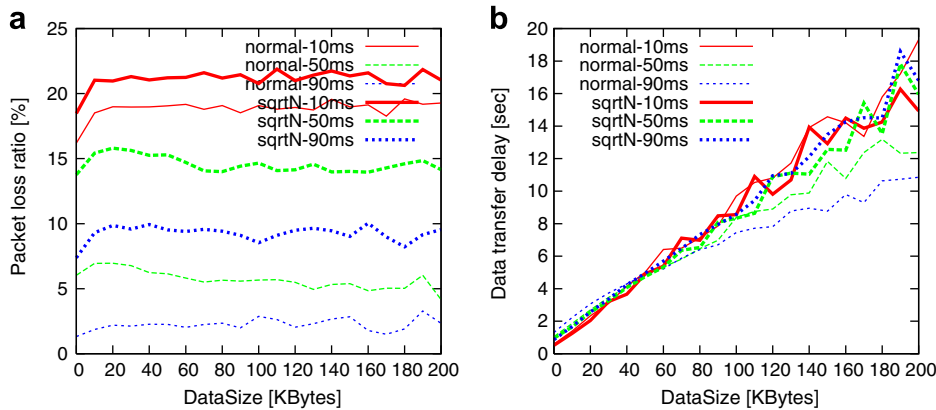 a
Packet loss ratio [%]
25
20
15
10
5
0
normal-10ms
normal-50ms
normal-90ms
sqrtN-10ms
sqrtN-50ms
sqrtN-90ms
0 20 40 60 80 100 120 140 160 180 200
DataSize [KBytes]
b
Data transfer delay [sec]
20
18
16
14
12
10
8
6
4
2
0
normal-10ms
normal-50ms
normal-90ms
sqrtN-10ms
sqrtN-50ms
sqrtN-90ms
0 20 40 60 80 100 120 140 160 180 200
DataSize [KBytes]